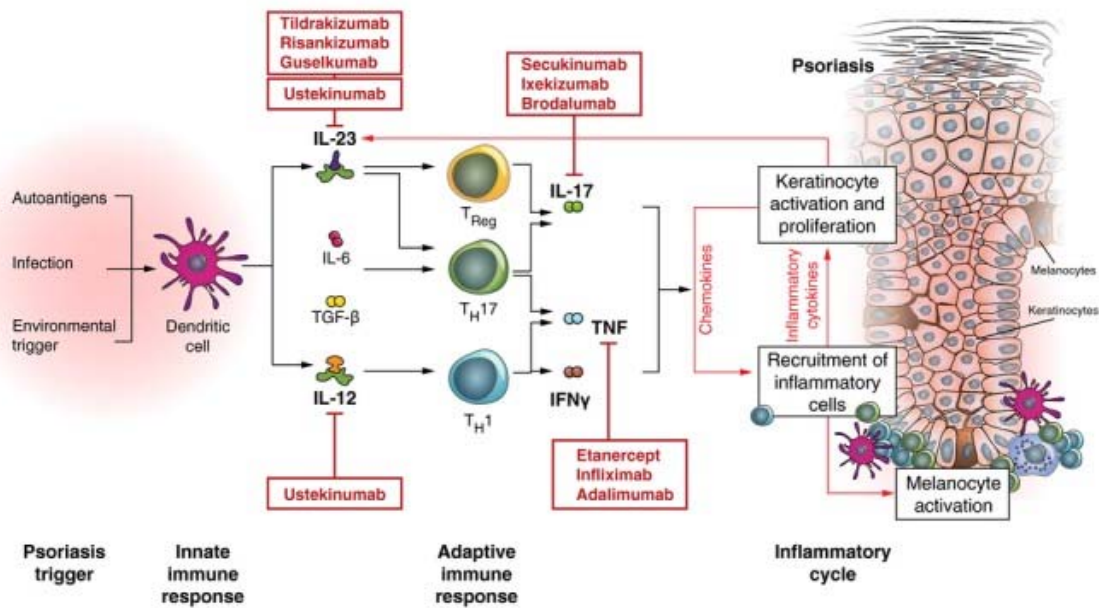 Tildrakizumab
Risankizumab
Guselkumab
Ustekinumab
IL-23
Secukinumab
Ixekizumab
Brodalumab
Psoriasis
Autoantigens
Infection
Environmental
trigger
Dendritic
cell
IL-6
TGF-β
IL-12
Ustekinumab
TReg
TH17
TH1
IL-17
TNF
IFNγ
Etanercept
Infliximab
Adalimumab
Chemokines
Inflammatory
cytokines
Keratinocyte
activation and
proliferation
Recruitment of
inflammatory
cells
Melanocyte
activation
Melanocytes
Keratinocytes
Psoriasis
trigger
Innate
immune
response
Adaptive
immune
response
Inflammatory
cycle